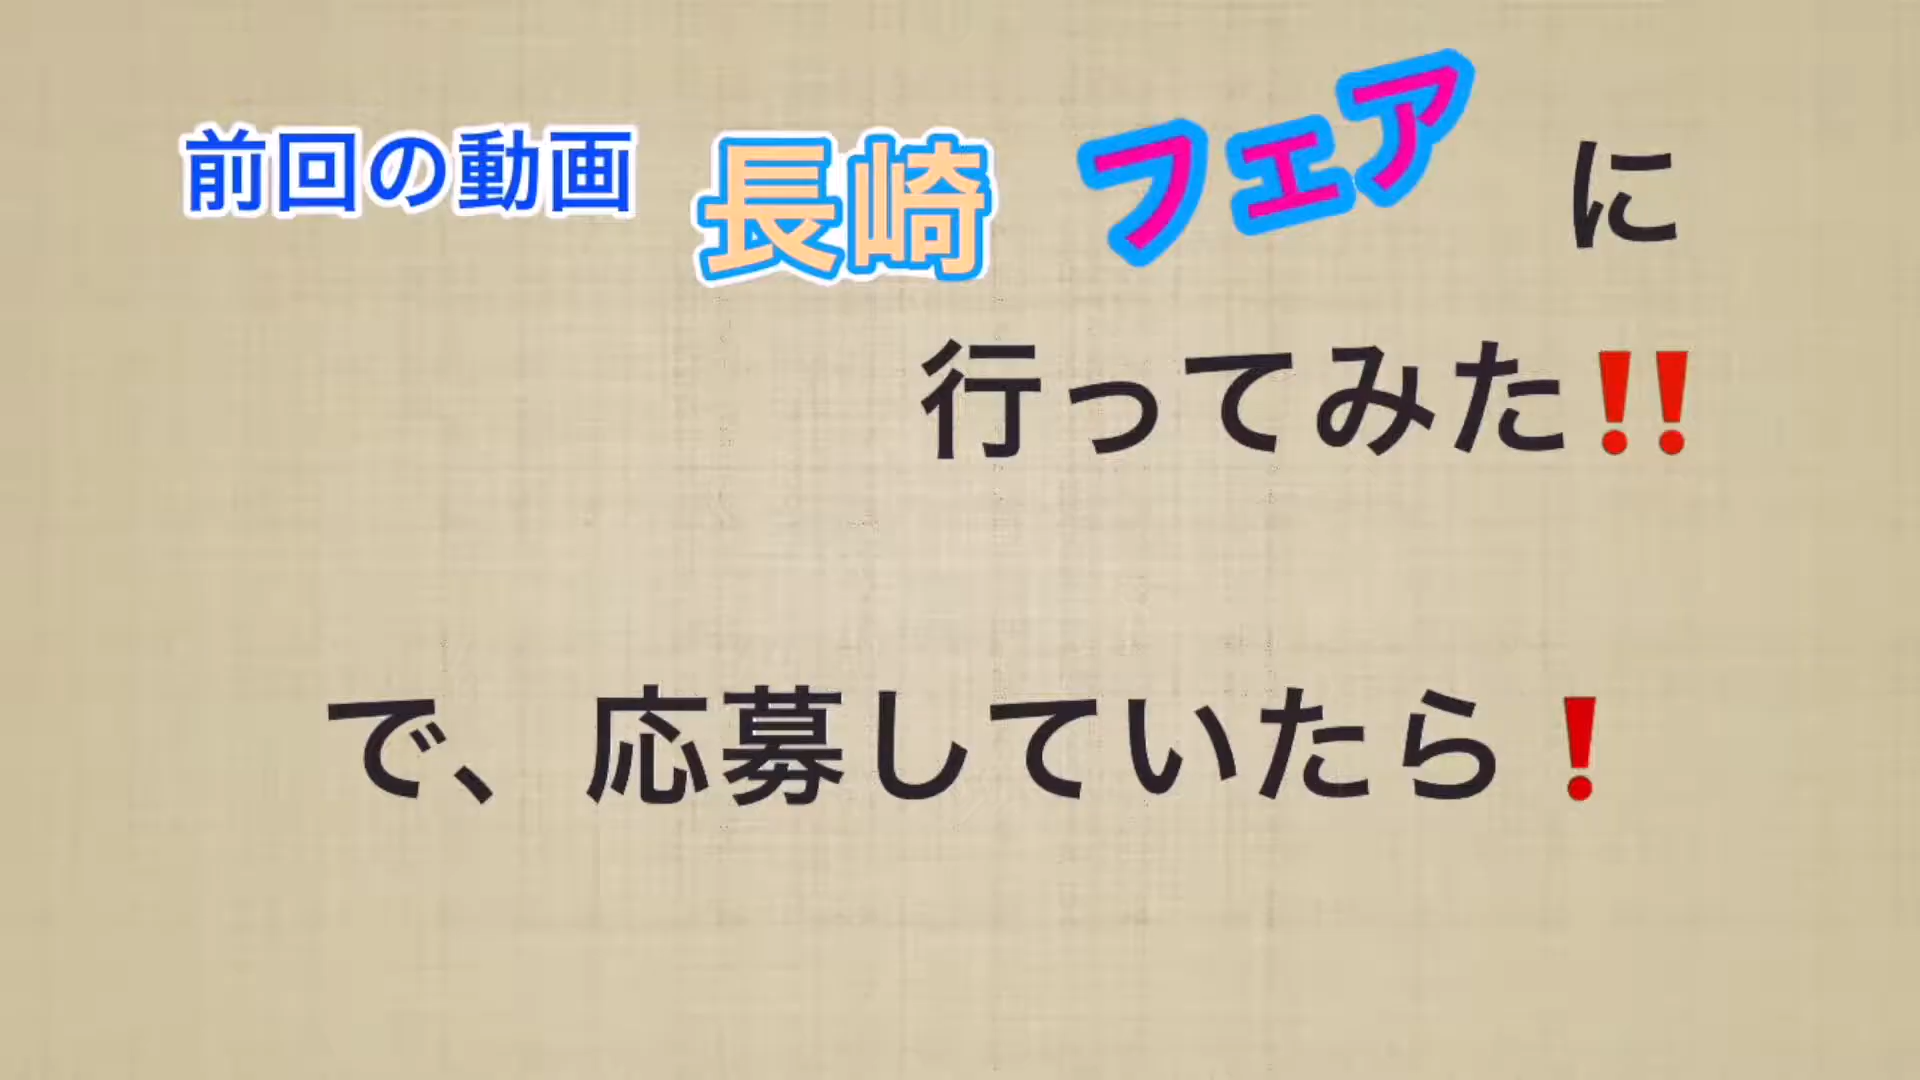 前回の動画 長崎 フェア に
行ってみた‼
で、応募していたら❗